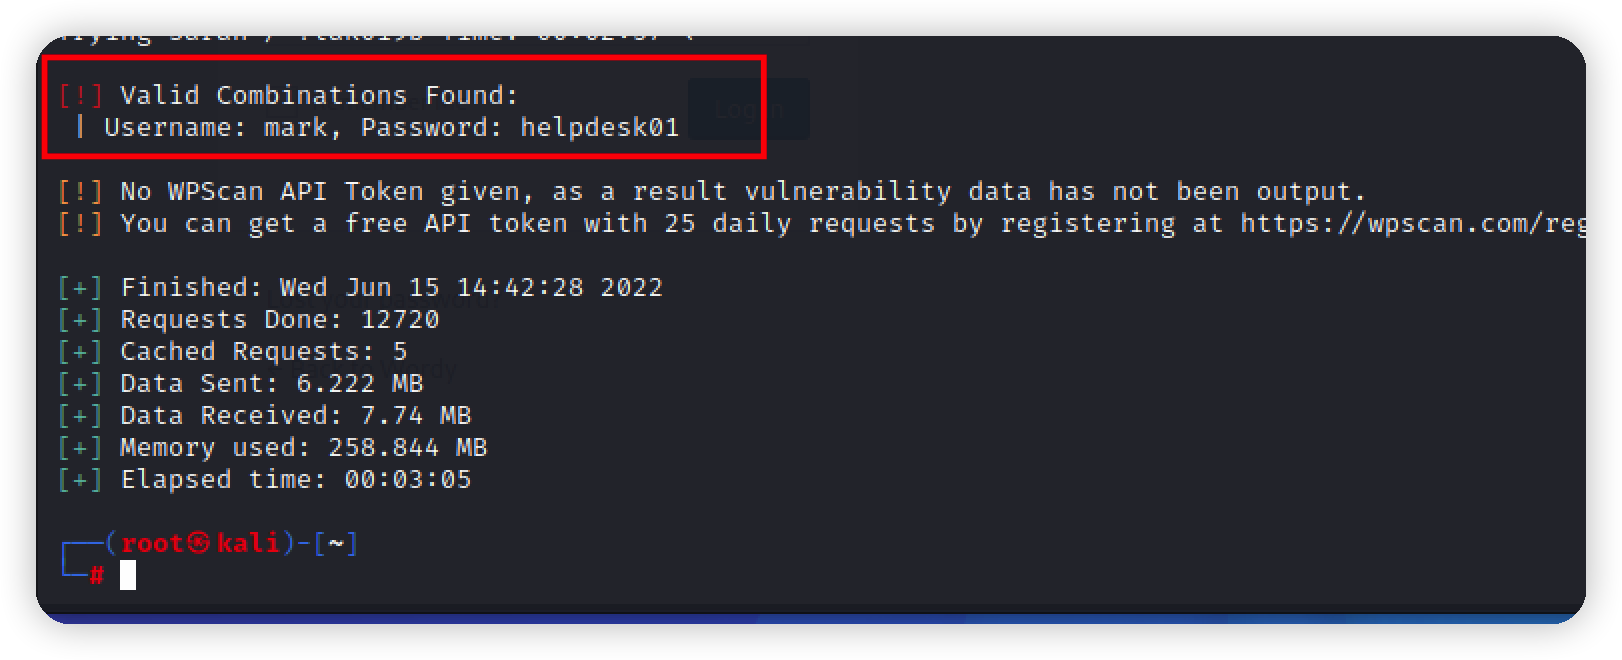 [!] Valid Combinations Found:
| Username: mark, Password: helpdesk01
[!] No WPScan API Token given, as a result vulnerability data has not been output.
[!] You can get a free API token with 25 daily requests by registering at https://wpscan.com/reg
[+] Finished: Wed Jun 15 14:42:28 2022
[+] Requests Done: 12720
[+] Cached Requests: 5
[+] Data Sent: 6.222 MB
[+] Data Received: 7.74 MB
[+] Memory used: 258.844 MB
[+] Elapsed time: 00:03:05
┌──(root㉿kali)-[~]
└─#